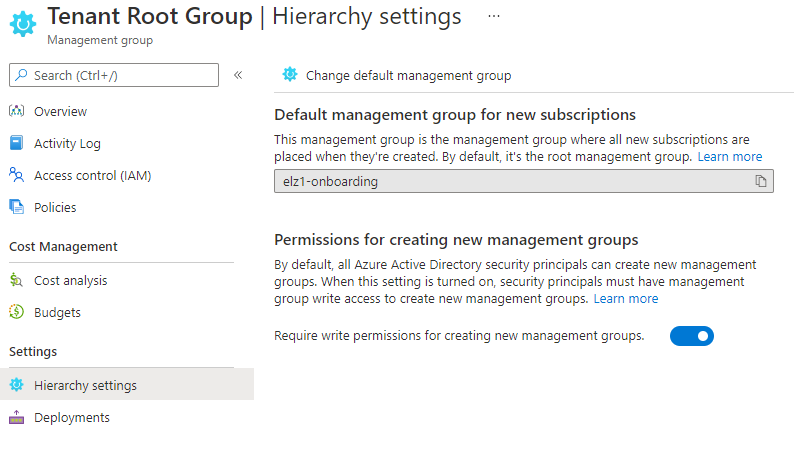 Tenant Root Group | Hierarchy settings ...
Management group
Search (Ctrl+/)
«
Overview
Activity Log
Access control (IAM)
Policies
Cost Management
Cost analysis
Budgets
Settings
Hierarchy settings
Deployments
Change default management group
Default management group for new subscriptions
This management group is the management group where all new subscriptions are
placed when they're created. By default, it's the root management group. Learn more
elz1-onboarding
Permissions for creating new management groups
By default, all Azure Active Directory security principals can create new management
groups. When this setting is turned on, security principals must have management
group write access to create new management groups. Learn more
Require write permissions for creating new management groups.